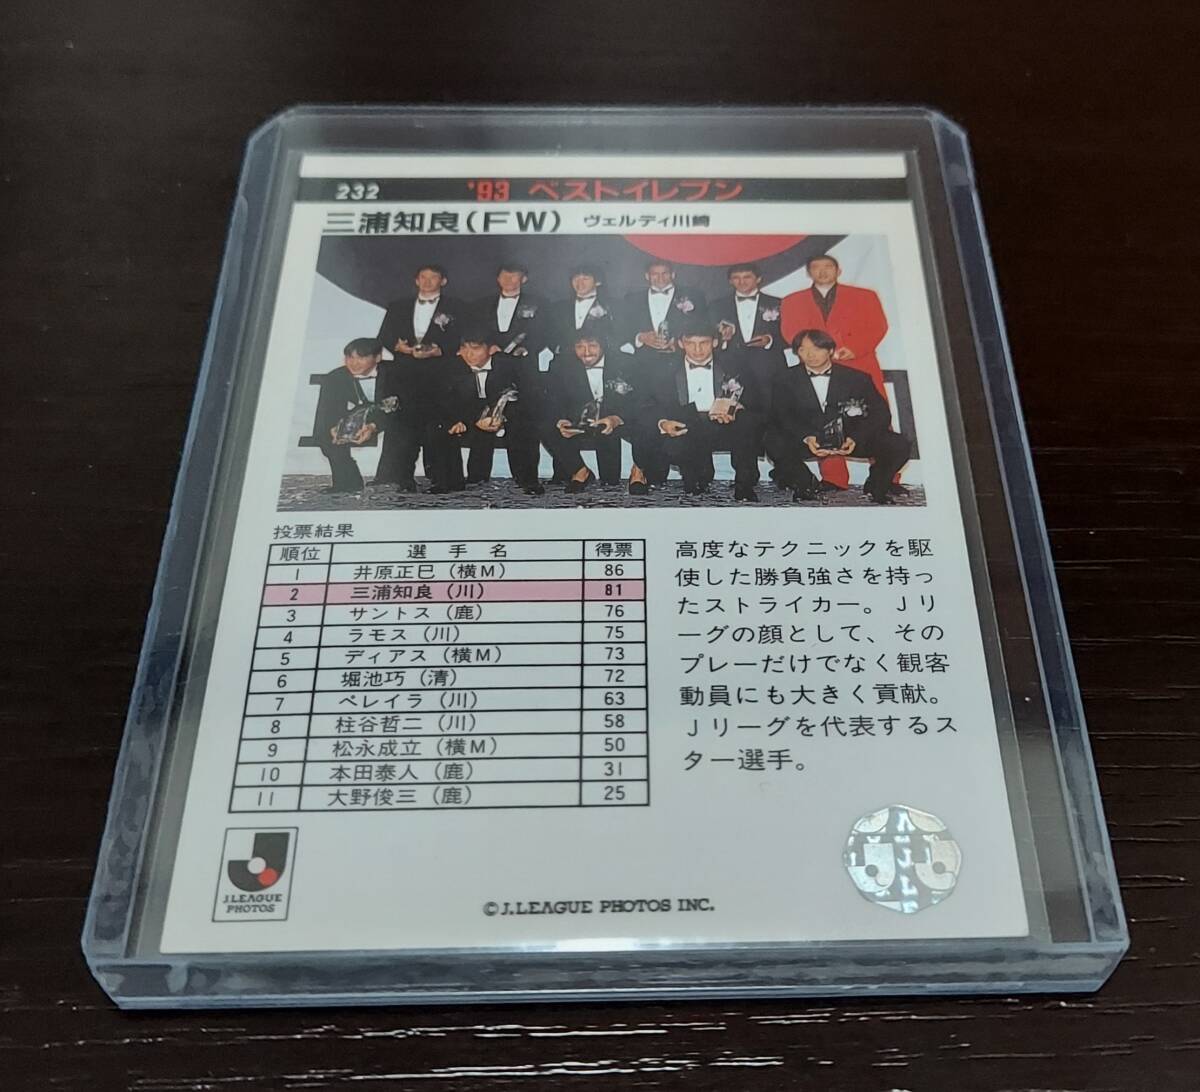 232 '93 ベストイレブン
三浦知良(FW) ヴェルディ川崎
投票結果
順位 選手名 得票
1 井原正巳(横M) 86
2 三浦知良(川) 81
3 サントス(鹿) 76
4 ラモス(川) 75
5 ディアス(横M) 73
6 堀池巧(清) 72
7 ペレイラ(川) 63
8 柱谷哲二(川) 58
9 松永成立(横M) 50
10 本田泰人(鹿) 31
11 大野俊三(鹿) 25
高度なテクニックを駆
使した勝負強さを持っ
たストライカー。Jリ
ーグの顔として、その
プレーだけでなく観客
動員にも大きく貢献。
Jリーグを代表するス
ター選手。
J.LEAGUE
PHOTOS
©J.LEAGUE PHOTOS INC.